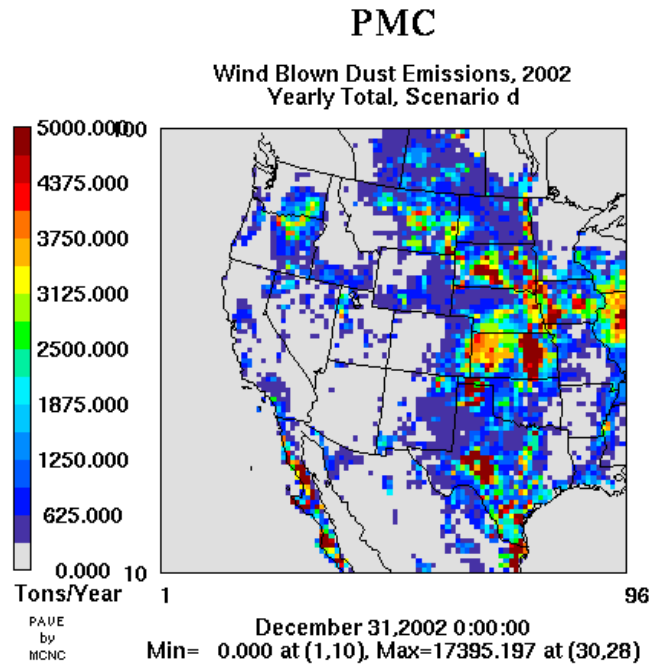 PMC
Wind Blown Dust Emissions, 2002
Yearly Total, Scenario d
5000.000
4375.000
3750.000
3125.000
2500.000
1875.000
1250.000
625.000
0.000
Tons/Year
100
10
1
96
PAVE
by
MCNC
December 31,2002 0:00:00
Min= 0.000 at (1,10), Max=17395.197 at (30,28)